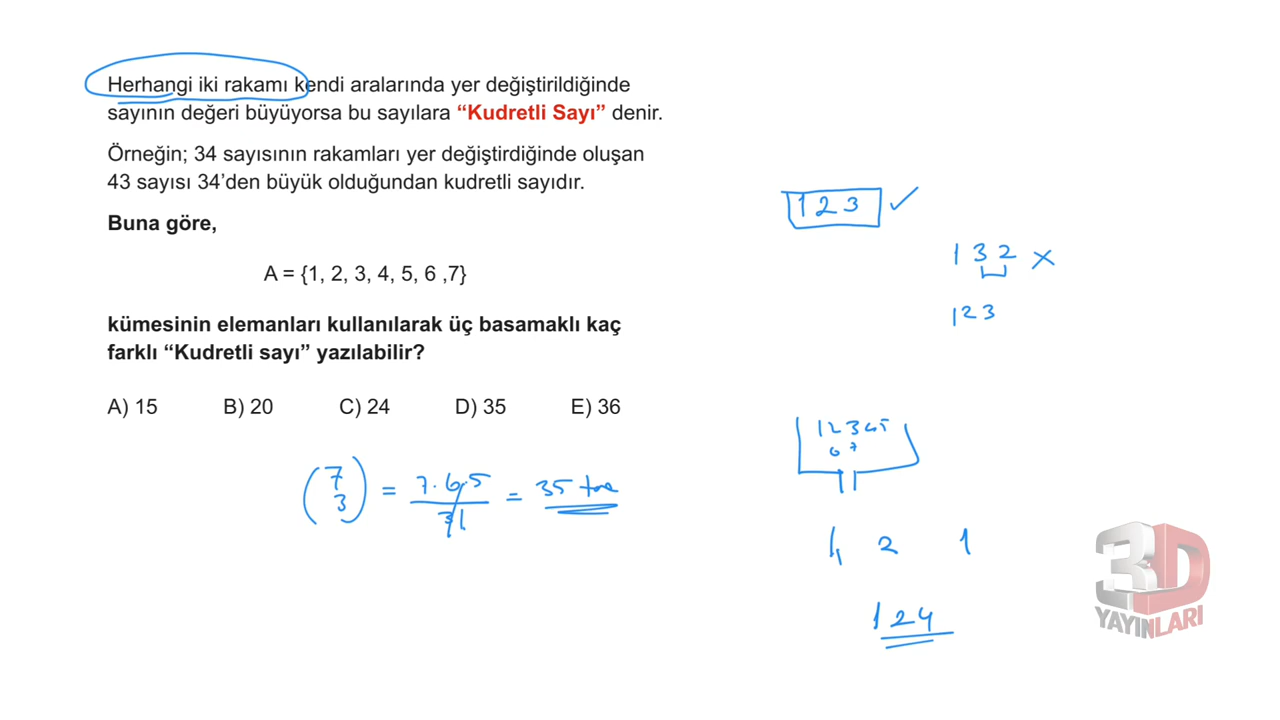 Herhangi iki rakamı kendi aralarında yer değiştirildiğinde
sayının değeri büyüyorsa bu sayılara “Kudretli Sayı” denir.
Örneğin; 34 sayısının rakamları yer değiştirdiğinde oluşan
43 sayısı 34’den büyük olduğundan kudretli sayıdır.
Buna göre,
A = {1, 2, 3, 4, 5, 6 ,7}
kümesinin elemanları kullanılarak üç basamaklı kaç
farklı “Kudretli sayı” yazılabilir?
A) 15 B) 20 C) 24 D) 35 E) 36
(7 3) = 7.6.5 / 3! = 35 tane
123 ✓
132 ×
123
12345
6 7
1, 2 1
124
3D
YAYINLARI